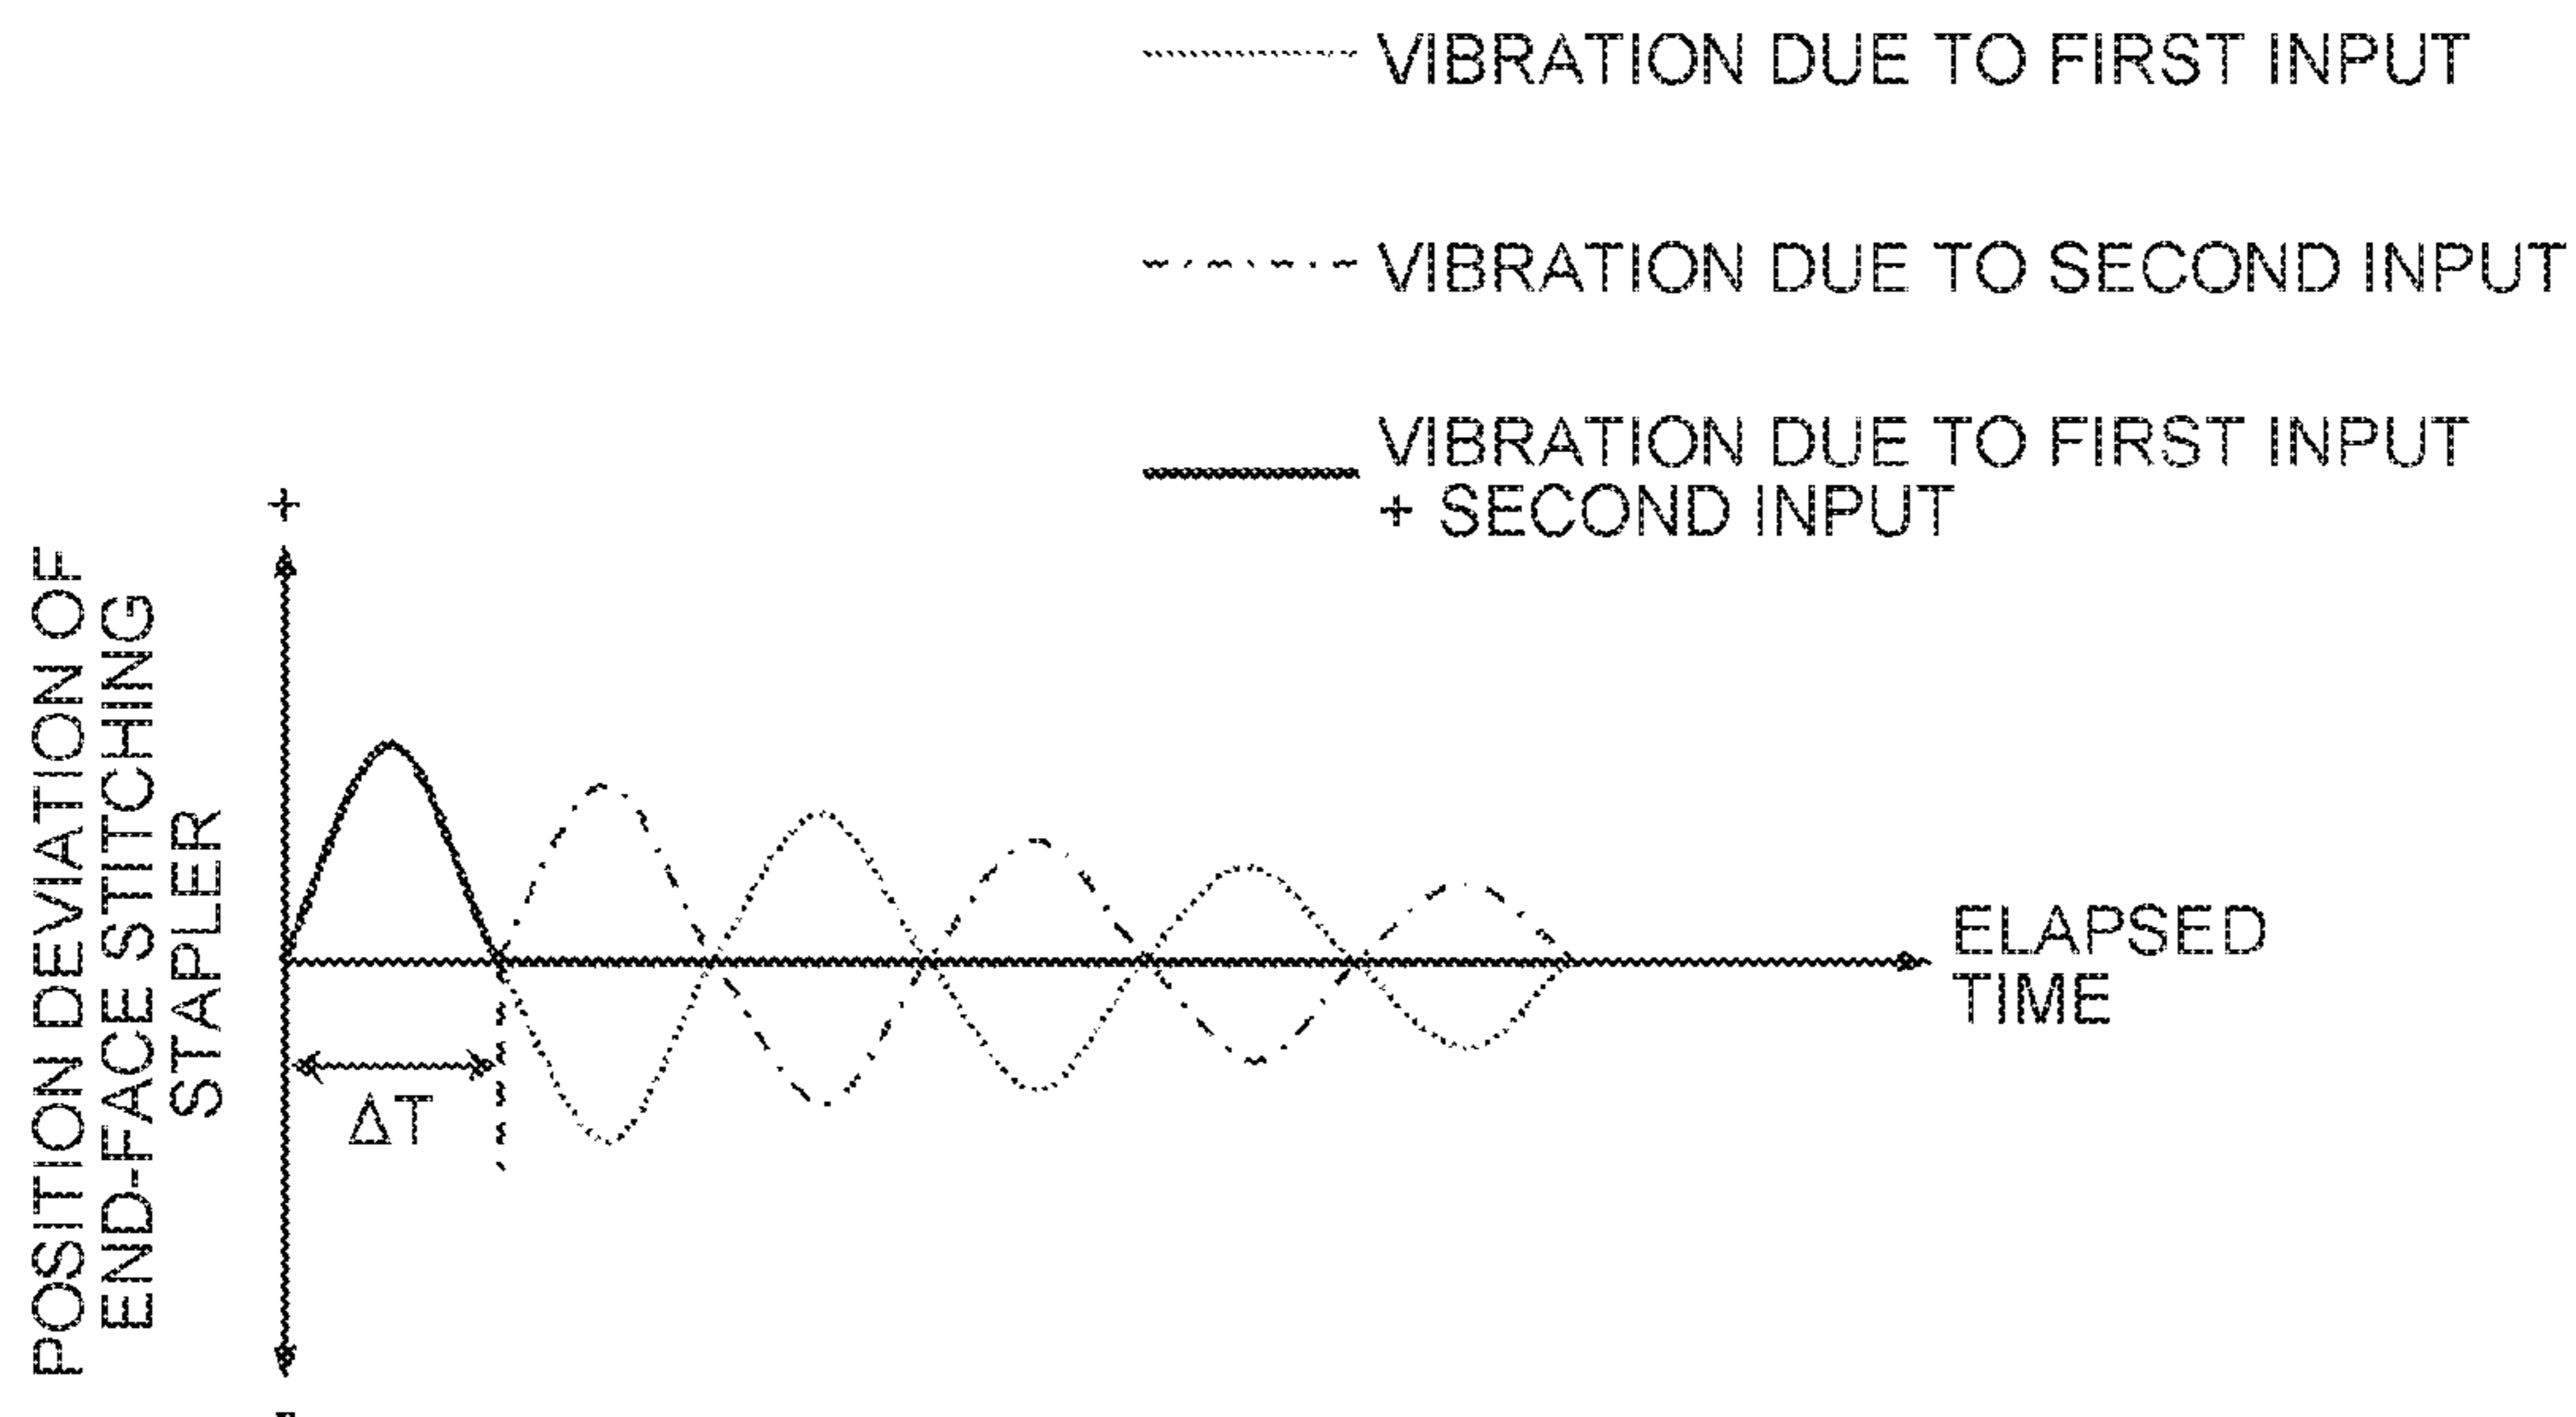 VIBRATION DUE TO FIRST INPUT
VIBRATION DUE TO SECOND INPUT
VIBRATION DUE TO FIRST INPUT
+ SECOND INPUT
+
POSITION DEVIATION OF
END-FACE STITCHING
STAPLER
ELAPSED
TIME
ΔT
-